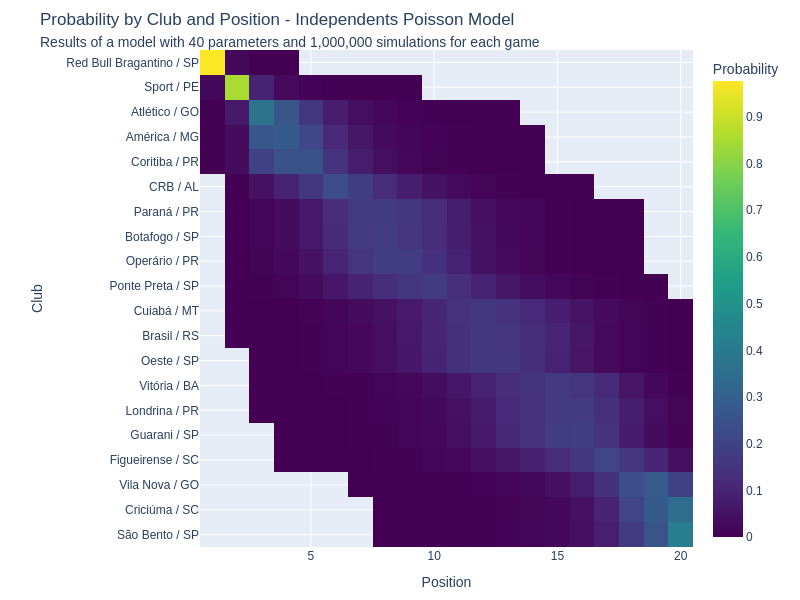 Probability by Club and Position - Independents Poisson Model
Results of a model with 40 parameters and 1,000,000 simulations for each game
Probability
Red Bull Bragantino / SP
Sport / PE
Atlético / GO
América / MG
Coritiba / PR
CRB / AL
Paraná / PR
Botafogo / SP
Operário / PR
Ponte Preta / SP
Cuiabá / MT
Brasil / RS
Oeste / SP
Vitória / BA
Londrina / PR
Guarani / SP
Figueirense / SC
Vila Nova / GO
Criciúma / SC
São Bento / SP
Club
5
10
15
20
Position
0.9
0.8
0.7
0.6
0.5
0.4
0.3
0.2
0.1
0